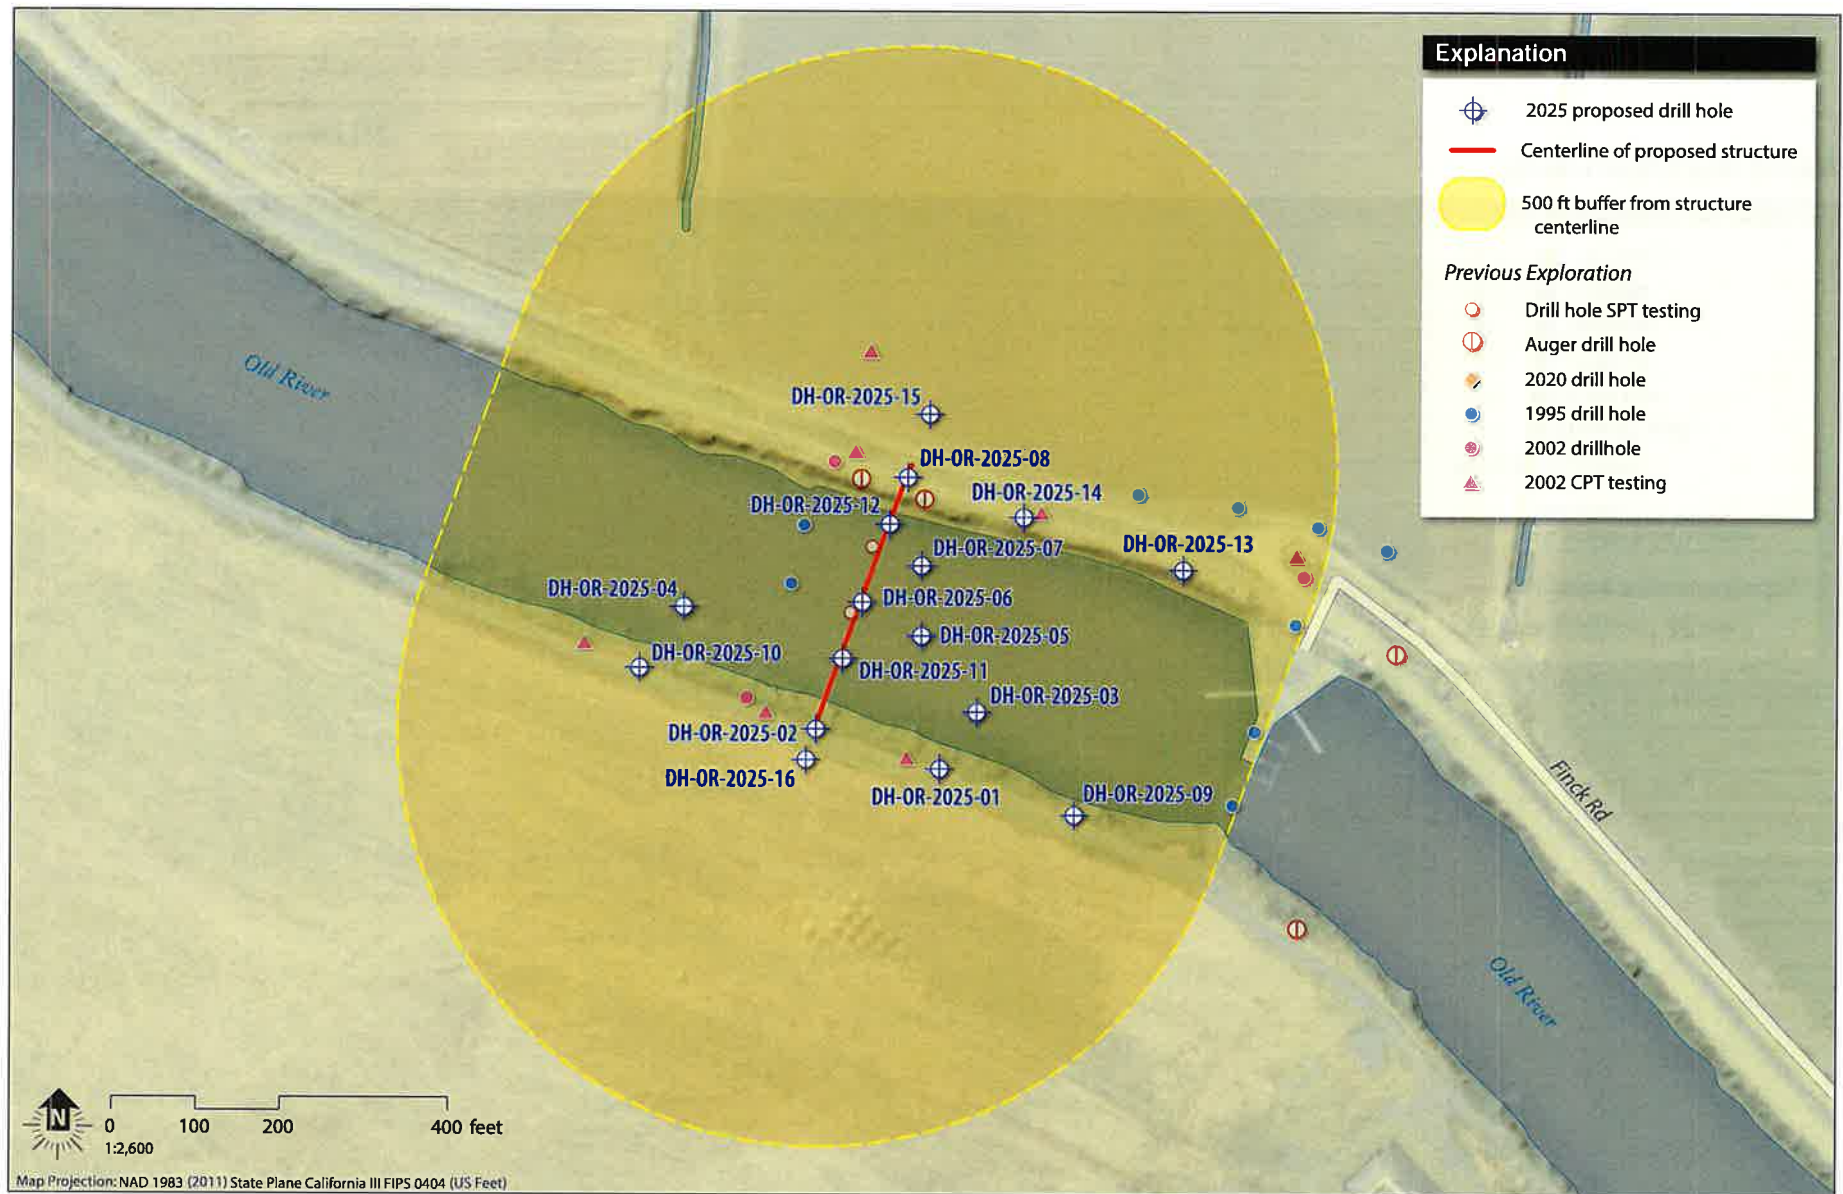 Explanation
2025 proposed drill hole
Centerline of proposed structure
500 ft buffer from structure
centerline
Previous Exploration
Drill hole SPT testing
Auger drill hole
2020 drill hole
1995 drill hole
2002 drillhole
2002 CPT testing
Old River
DH-OR-2025-15
DH-OR-2025-08
DH-OR-2025-14
DH-OR-2025-12
DH-OR-2025-13
DH-OR-2025-07
DH-OR-2025-04
DH-OR-2025-06
DH-OR-2025-05
DH-OR-2025-10
DH-OR-2025-11
DH-OR-2025-03
DH-OR-2025-02
DH-OR-2025-16
DH-OR-2025-01
DH-OR-2025-09
Finck Rd
Old River
N
0 100 200 400 feet
1:2,600
Map Projection: NAD 1983 (2011) State Plane California III FIPS 0404 (US Feet)